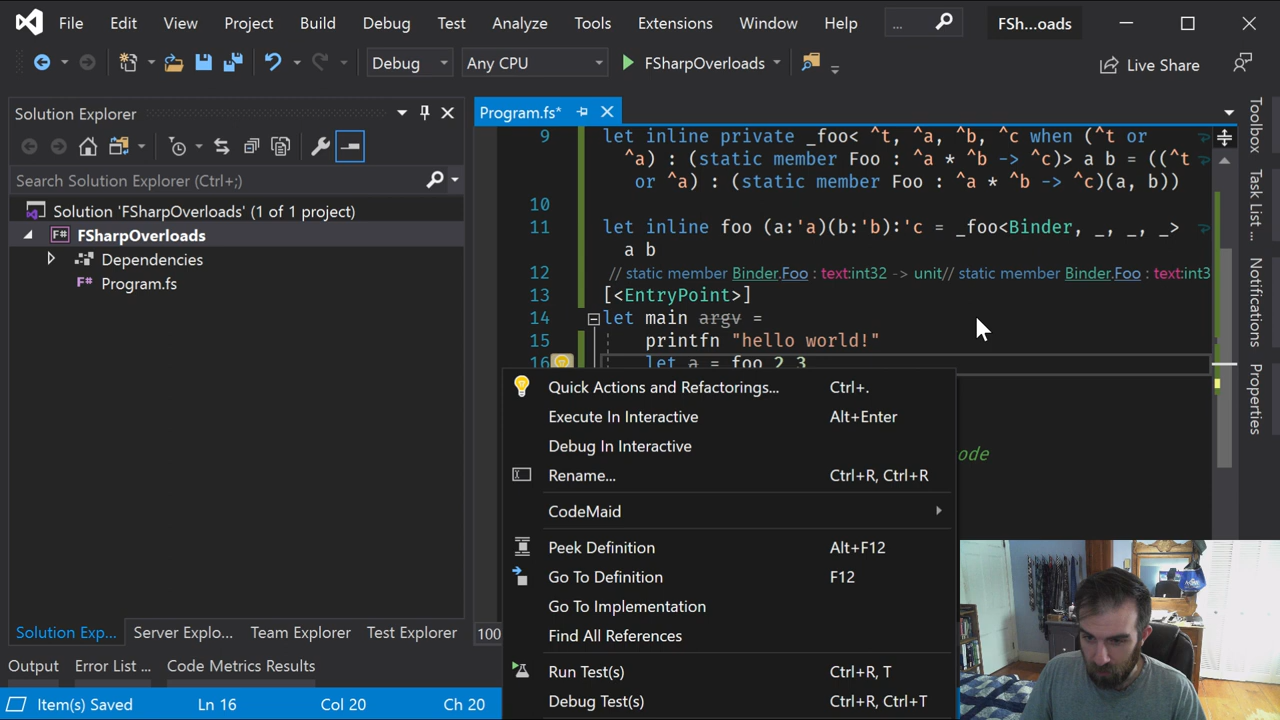 File Edit View Project Build Debug Test Analyze Tools Extensions Window Help ... FSh...oads
Debug Any CPU FSharpOverloads Live Share
Solution Explorer
Search Solution Explorer (Ctrl+;)
Solution 'FSharpOverloads' (1 of 1 project)
F# FSharpOverloads
Dependencies
F# Program.fs
Solution Exp... Server Explo... Team Explorer Test Explorer
Output Error List ... Code Metrics Results
Program.fs*
9 let inline private _foo< ^t, ^a, ^b, ^c when (^t or
^a) : (static member Foo : ^a * ^b -> ^c)> a b = ((^t
or ^a) : (static member Foo : ^a * ^b -> ^c)(a, b))
10
11 let inline foo (a:'a)(b:'b):'c = _foo<Binder, _, _, _>
a b
12 // static member Binder.Foo : text:int32 -> unit// static member Binder.Foo : text:int3
13 [<EntryPoint>]
14 let main argv =
15 printfn "hello world!"
16 let a = foo 2 3
ode
100
Quick Actions and Refactorings... Ctrl+.
Execute In Interactive Alt+Enter
Debug In Interactive
Rename... Ctrl+R, Ctrl+R
CodeMaid
Peek Definition Alt+F12
Go To Definition F12
Go To Implementation
Find All References
Run Test(s) Ctrl+R, T
Debug Test(s) Ctrl+R, Ctrl+T
Toolbox
Task List ...
Notifications
Properties
Item(s) Saved Ln 16 Col 20 Ch 20